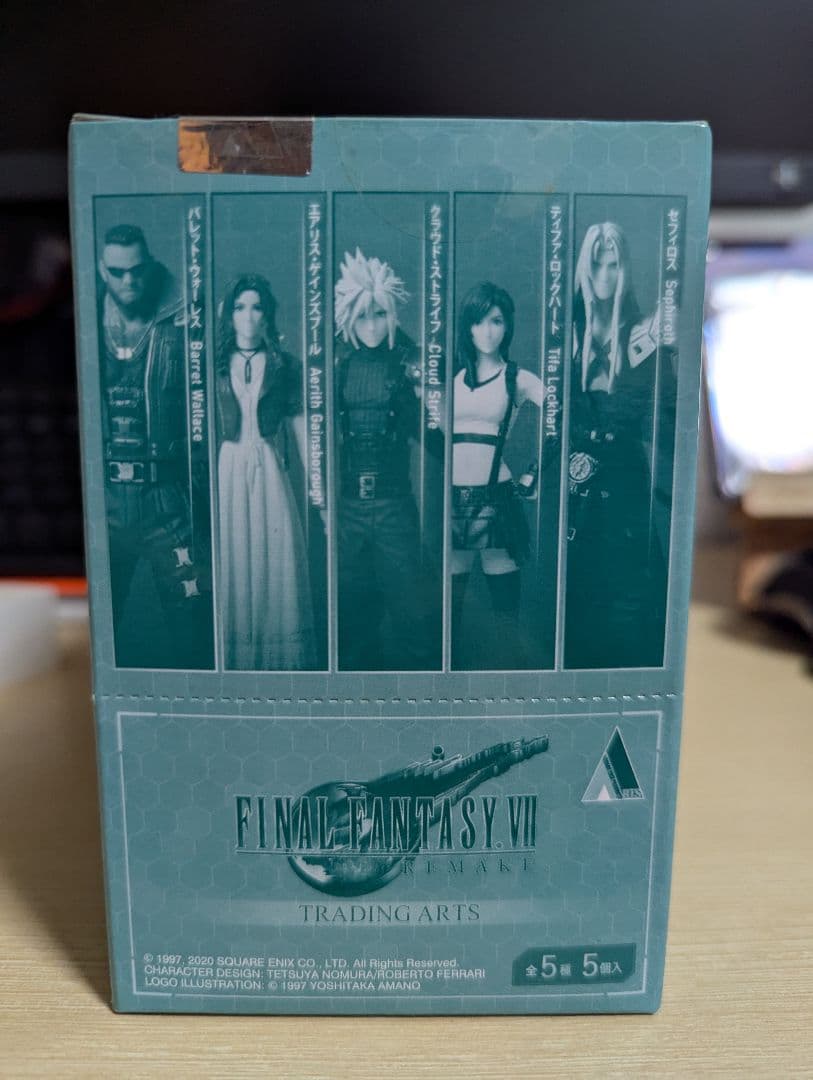 バレット・ウォーレス Barret Wallace
エアリス・ゲインズブール Aerith Gainsborough
クラウド・ストライフ Cloud Strife
ティファ・ロックハート Tifa Lockhart
セフィロス Sephiroth
FINAL FANTASY VII
REMAKE
TRADING ARTS
© 1997, 2020 SQUARE ENIX CO., LTD. All Rights Reserved.
CHARACTER DESIGN: TETSUYA NOMURA/ROBERTO FERRARI
LOGO ILLUSTRATION: © 1997 YOSHITAKA AMANO
全5種 5個入